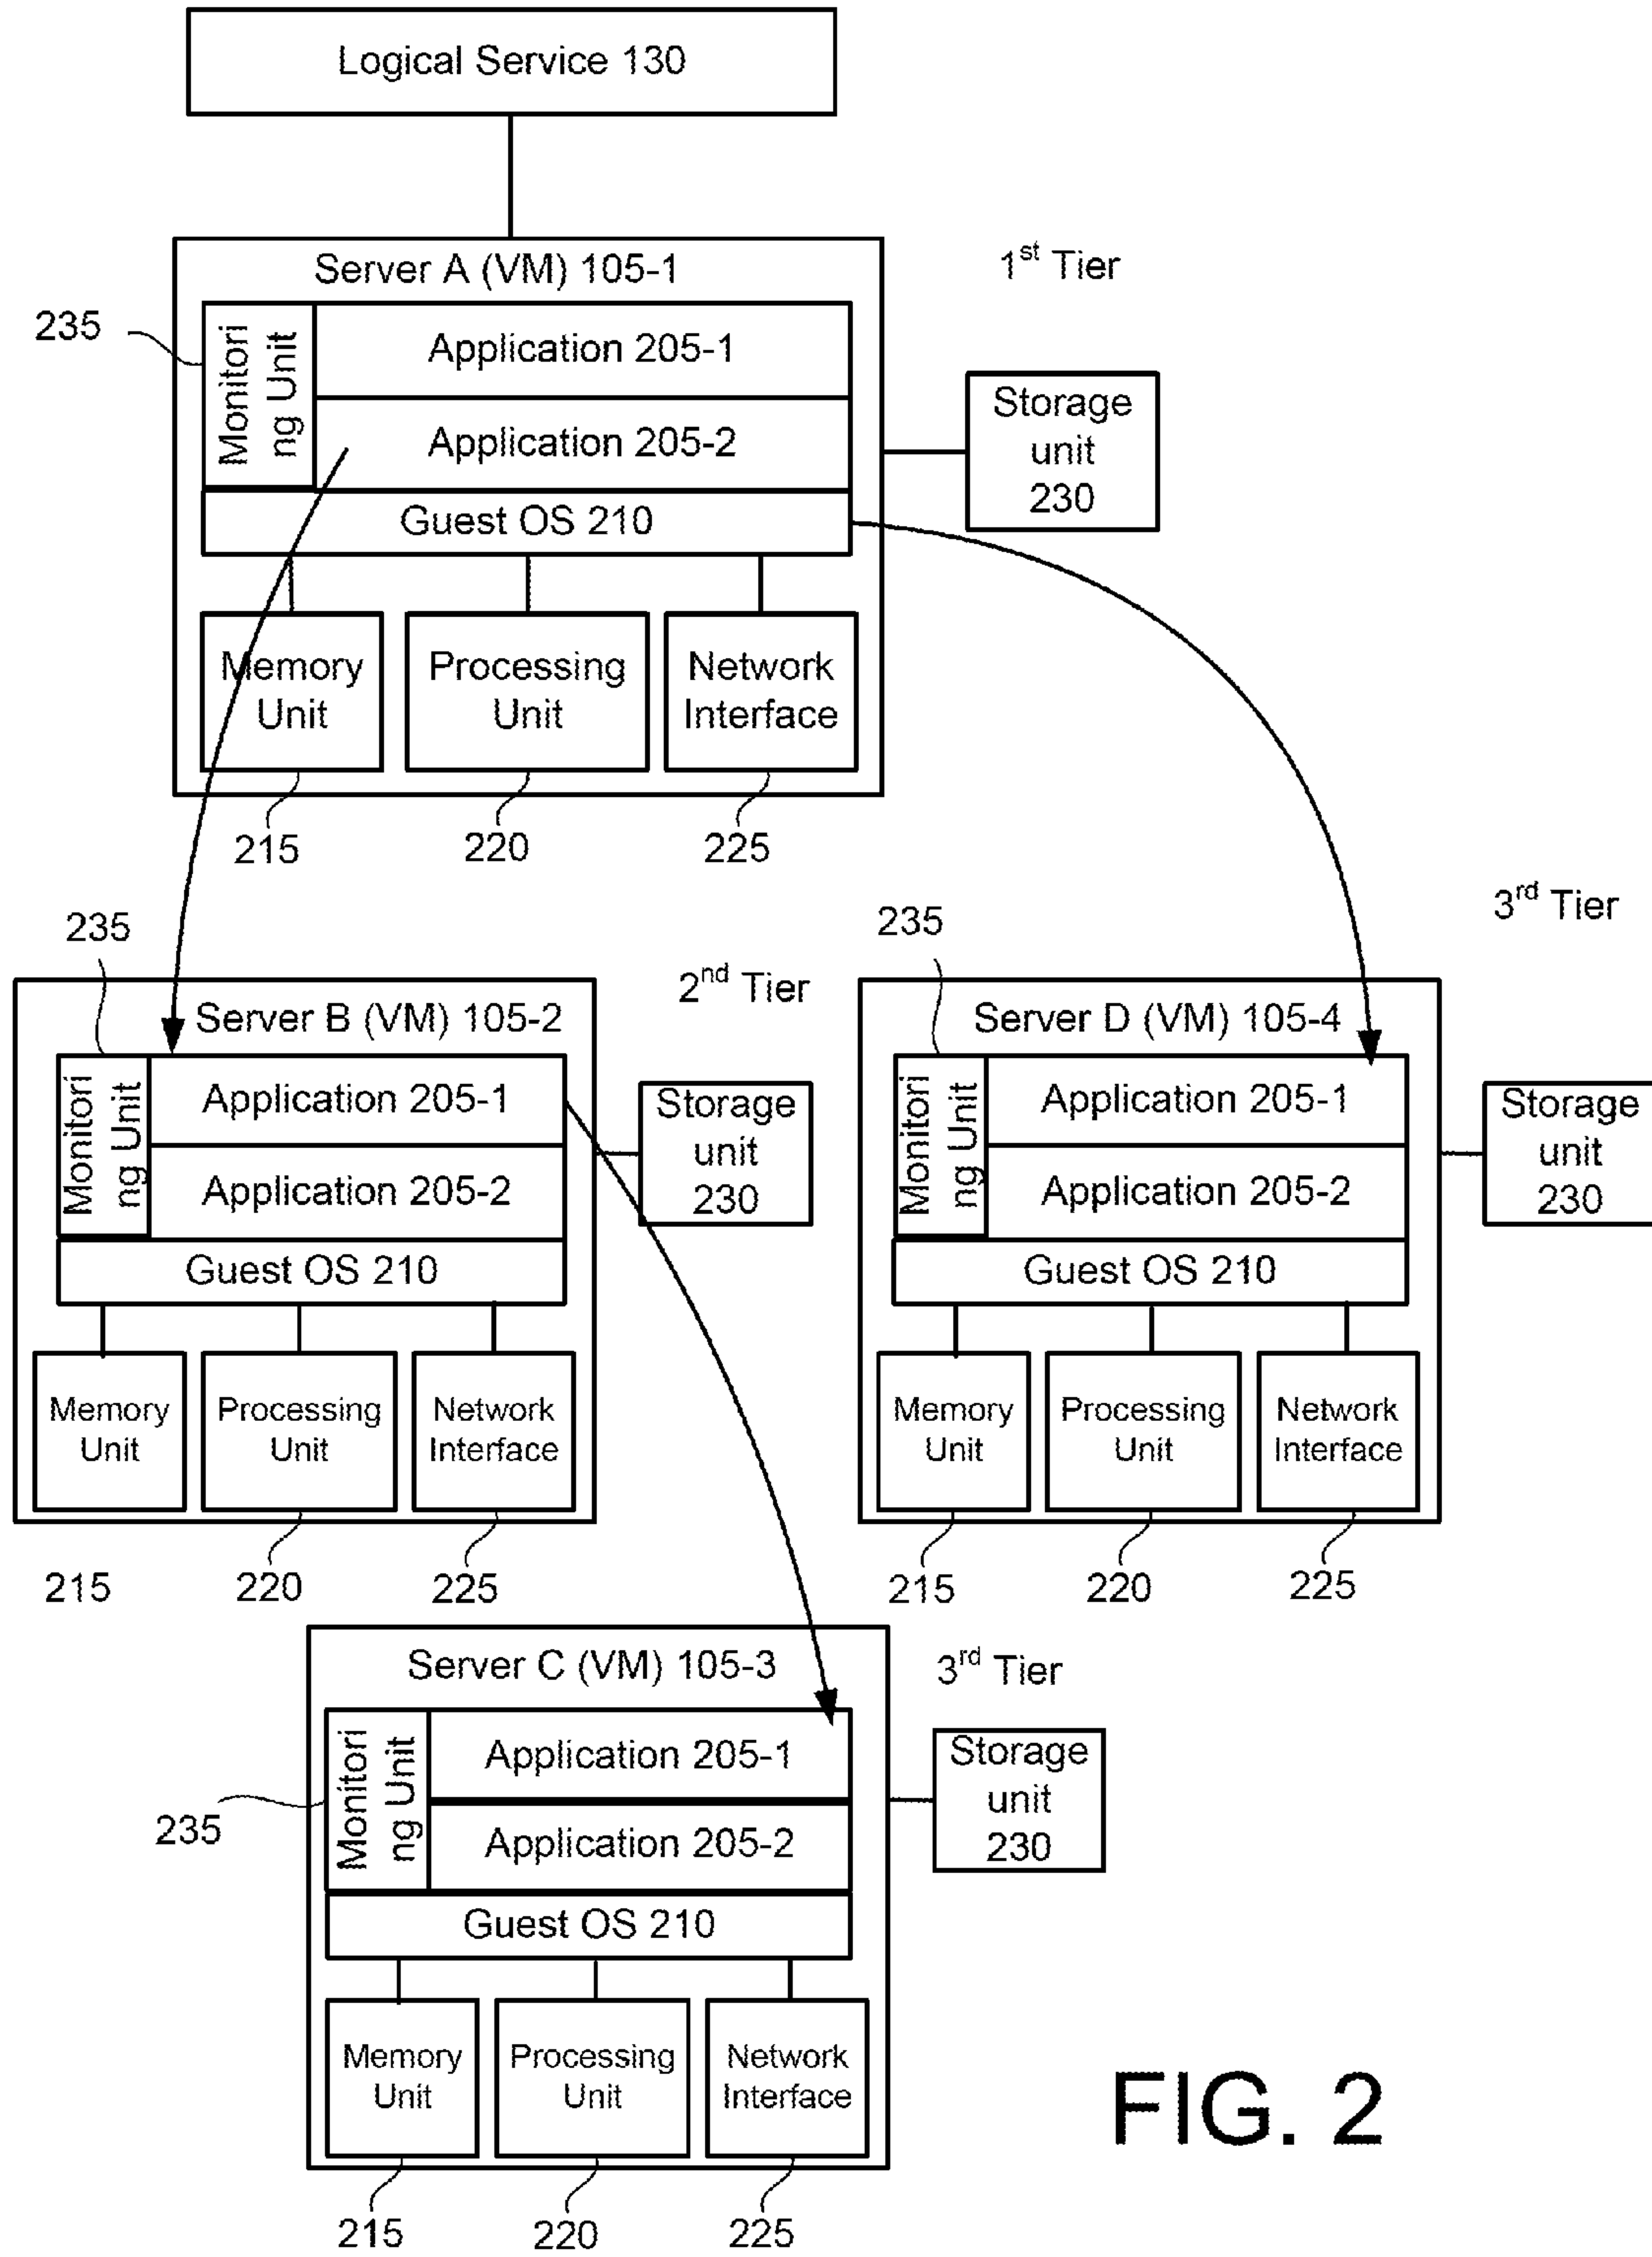 Logical Service 130
Server A (VM) 105-1
1st Tier
235
Monitori
ng Unit
Application 205-1
Application 205-2
Storage
unit
230
Guest OS 210
Memory
Unit
Processing
Unit
Network
Interface
215
220
225
235
2nd Tier
Server B (VM) 105-2
Monitori
ng Unit
Application 205-1
Application 205-2
Storage
unit
230
Guest OS 210
Memory
Unit
Processing
Unit
Network
Interface
215
220
225
235
3rd Tier
Server D (VM) 105-4
Monitori
ng Unit
Application 205-1
Application 205-2
Storage
unit
230
Guest OS 210
Memory
Unit
Processing
Unit
Network
Interface
215
220
225
Server C (VM) 105-3
3rd Tier
235
Monitori
ng Unit
Application 205-1
Application 205-2
Storage
unit
230
Guest OS 210
Memory
Unit
Processing
Unit
Network
Interface
215
220
225
FIG. 2